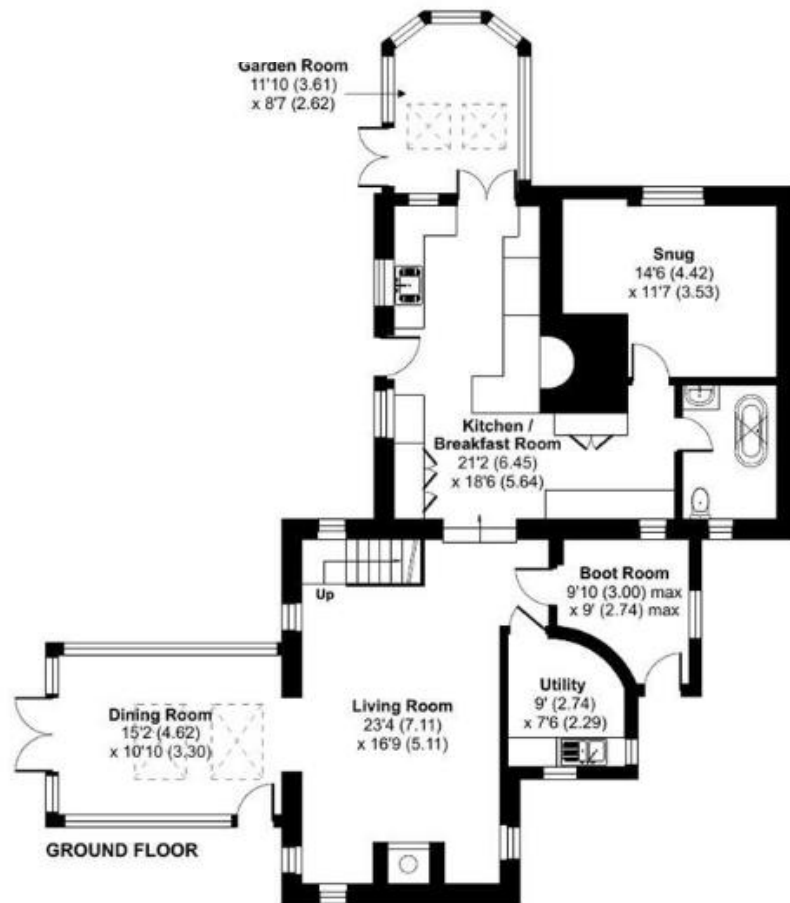 Garden Room
11'10 (3.61)
x 8'7 (2.62)
Snug
14'6 (4.42)
x 11'7 (3.53)
Kitchen /
Breakfast Room
21'2 (6.45)
x 18'6 (5.64)
Boot Room
9'10 (3.00) max
x 9' (2.74) max
Up
Utility
9' (2.74)
x 7'6 (2.29)
Living Room
23'4 (7.11)
x 16'9 (5.11)
Dining Room
15'2 (4.62)
x 10'10 (3.30)
GROUND FLOOR